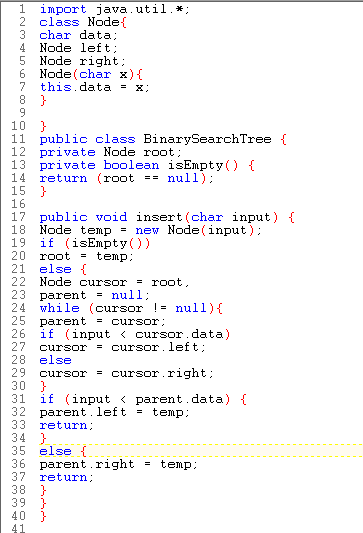 1 import java.util.*;
2 class Node{
3 char data;
4 Node left;
5 Node right;
6 Node(char x){
7 this.data = x;
8 }
9
10 }
11 public class BinarySearchTree {
12 private Node root;
13 private boolean isEmpty() {
14 return (root == null);
15 }
16
17 public void insert(char input) {
18 Node temp = new Node(input);
19 if (isEmpty())
20 root = temp;
21 else {
22 Node cursor = root,
23 parent = null;
24 while (cursor != null){
25 parent = cursor;
26 if (input < cursor.data)
27 cursor = cursor.left;
28 else
29 cursor = cursor.right;
30 }
31 if (input < parent.data) {
32 parent.left = temp;
33 return;
34 }
35 else {
36 parent.right = temp;
37 return;
38 }
39 }
40 }
41